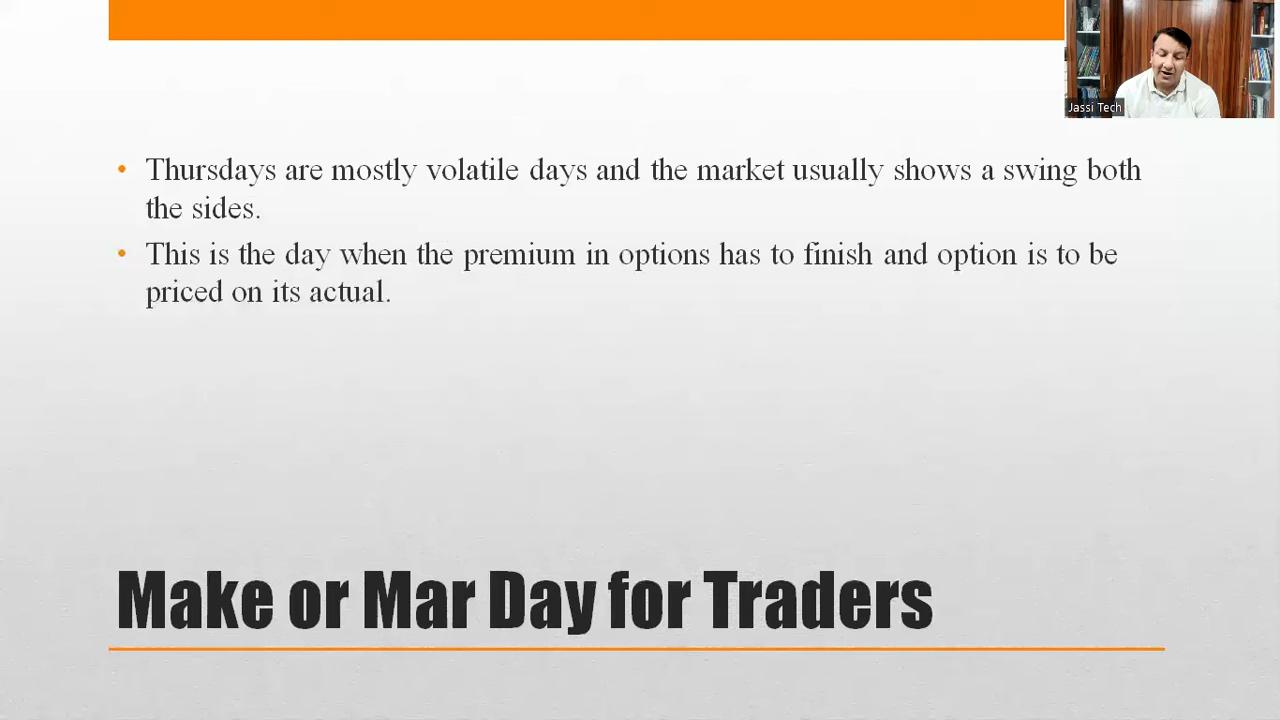 Jassi Tech
• Thursdays are mostly volatile days and the market usually shows a swing both
the sides.
• This is the day when the premium in options has to finish and option is to be
priced on its actual.
Make or Mar Day for Traders